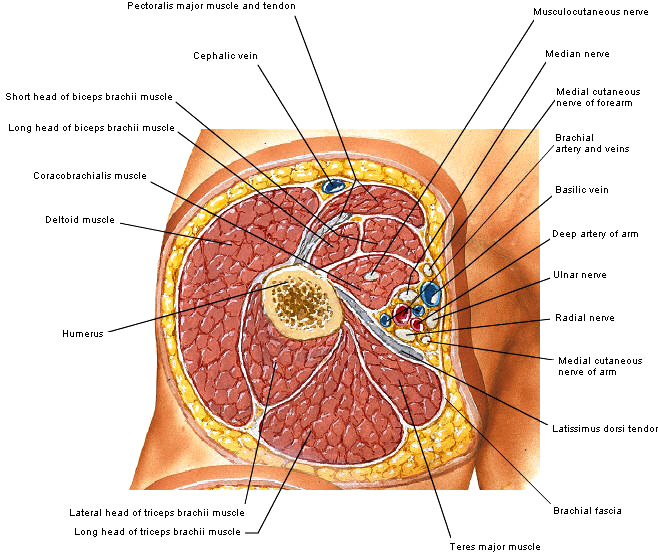 Pectoralis major muscle and tendon
Musculocutaneous nerve
Cephalic vein
Median nerve
Short head of biceps brachii muscle
Medial cutaneous
nerve of forearm
Long head of biceps brachii muscle
Brachial
artery and veins
Coracobrachialis muscle
Basilic vein
Deltoid muscle
Deep artery of arm
Ulnar nerve
Radial nerve
Humerus
Medial cutaneous
nerve of arm
Latissimus dorsi tendon
Lateral head of triceps brachii muscle
Brachial fascia
Long head of triceps brachii muscle
Teres major muscle